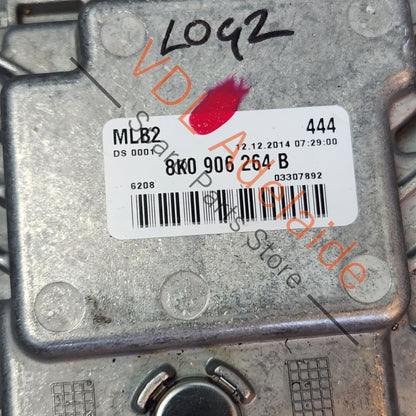 LO92
MLB2 444
DS 0001 12.12.2014 07:29:00
8K0 906 264 B
6208 03307892
VDL Adelaide
Spare Parts Store